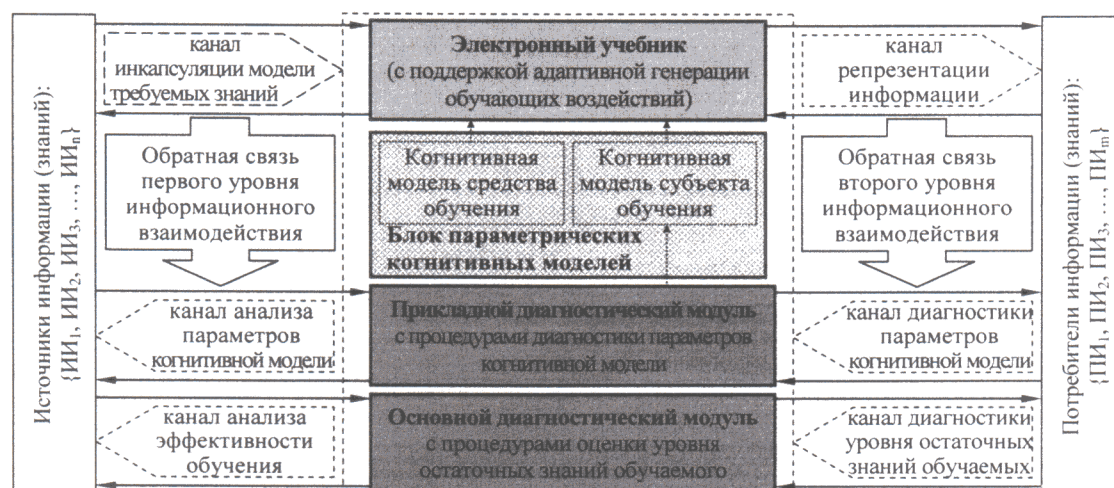 Источники информации (знаний):
{ИИ1, ИИ2, ИИ3, …, ИИn}
канал
инкапсуляции модели
требуемых знаний
Обратная связь
первого уровня
информационного
взаимодействия
канал анализа
параметров
когнитивной модели
канал анализа
эффективности
обучения
Электронный учебник
(с поддержкой адаптивной генерации
обучающих воздействий)
Когнитивная
модель средства
обучения
Когнитивная
модель субъекта
обучения
Блок параметрических
когнитивных моделей
Прикладной диагностический модуль
с процедурами диагностики параметров
когнитивной модели
Основной диагностический модуль
с процедурами оценки уровня
остаточных знаний обучаемого
канал
репрезентации
информации
Обратная связь
второго уровня
информационного
взаимодействия
канал диагностики
параметров
когнитивной модели
канал диагностики
уровня остаточных
знаний обучаемых
Потребители информации (знаний):
{ПИ1, ПИ2, ПИ3, …, ПИm}